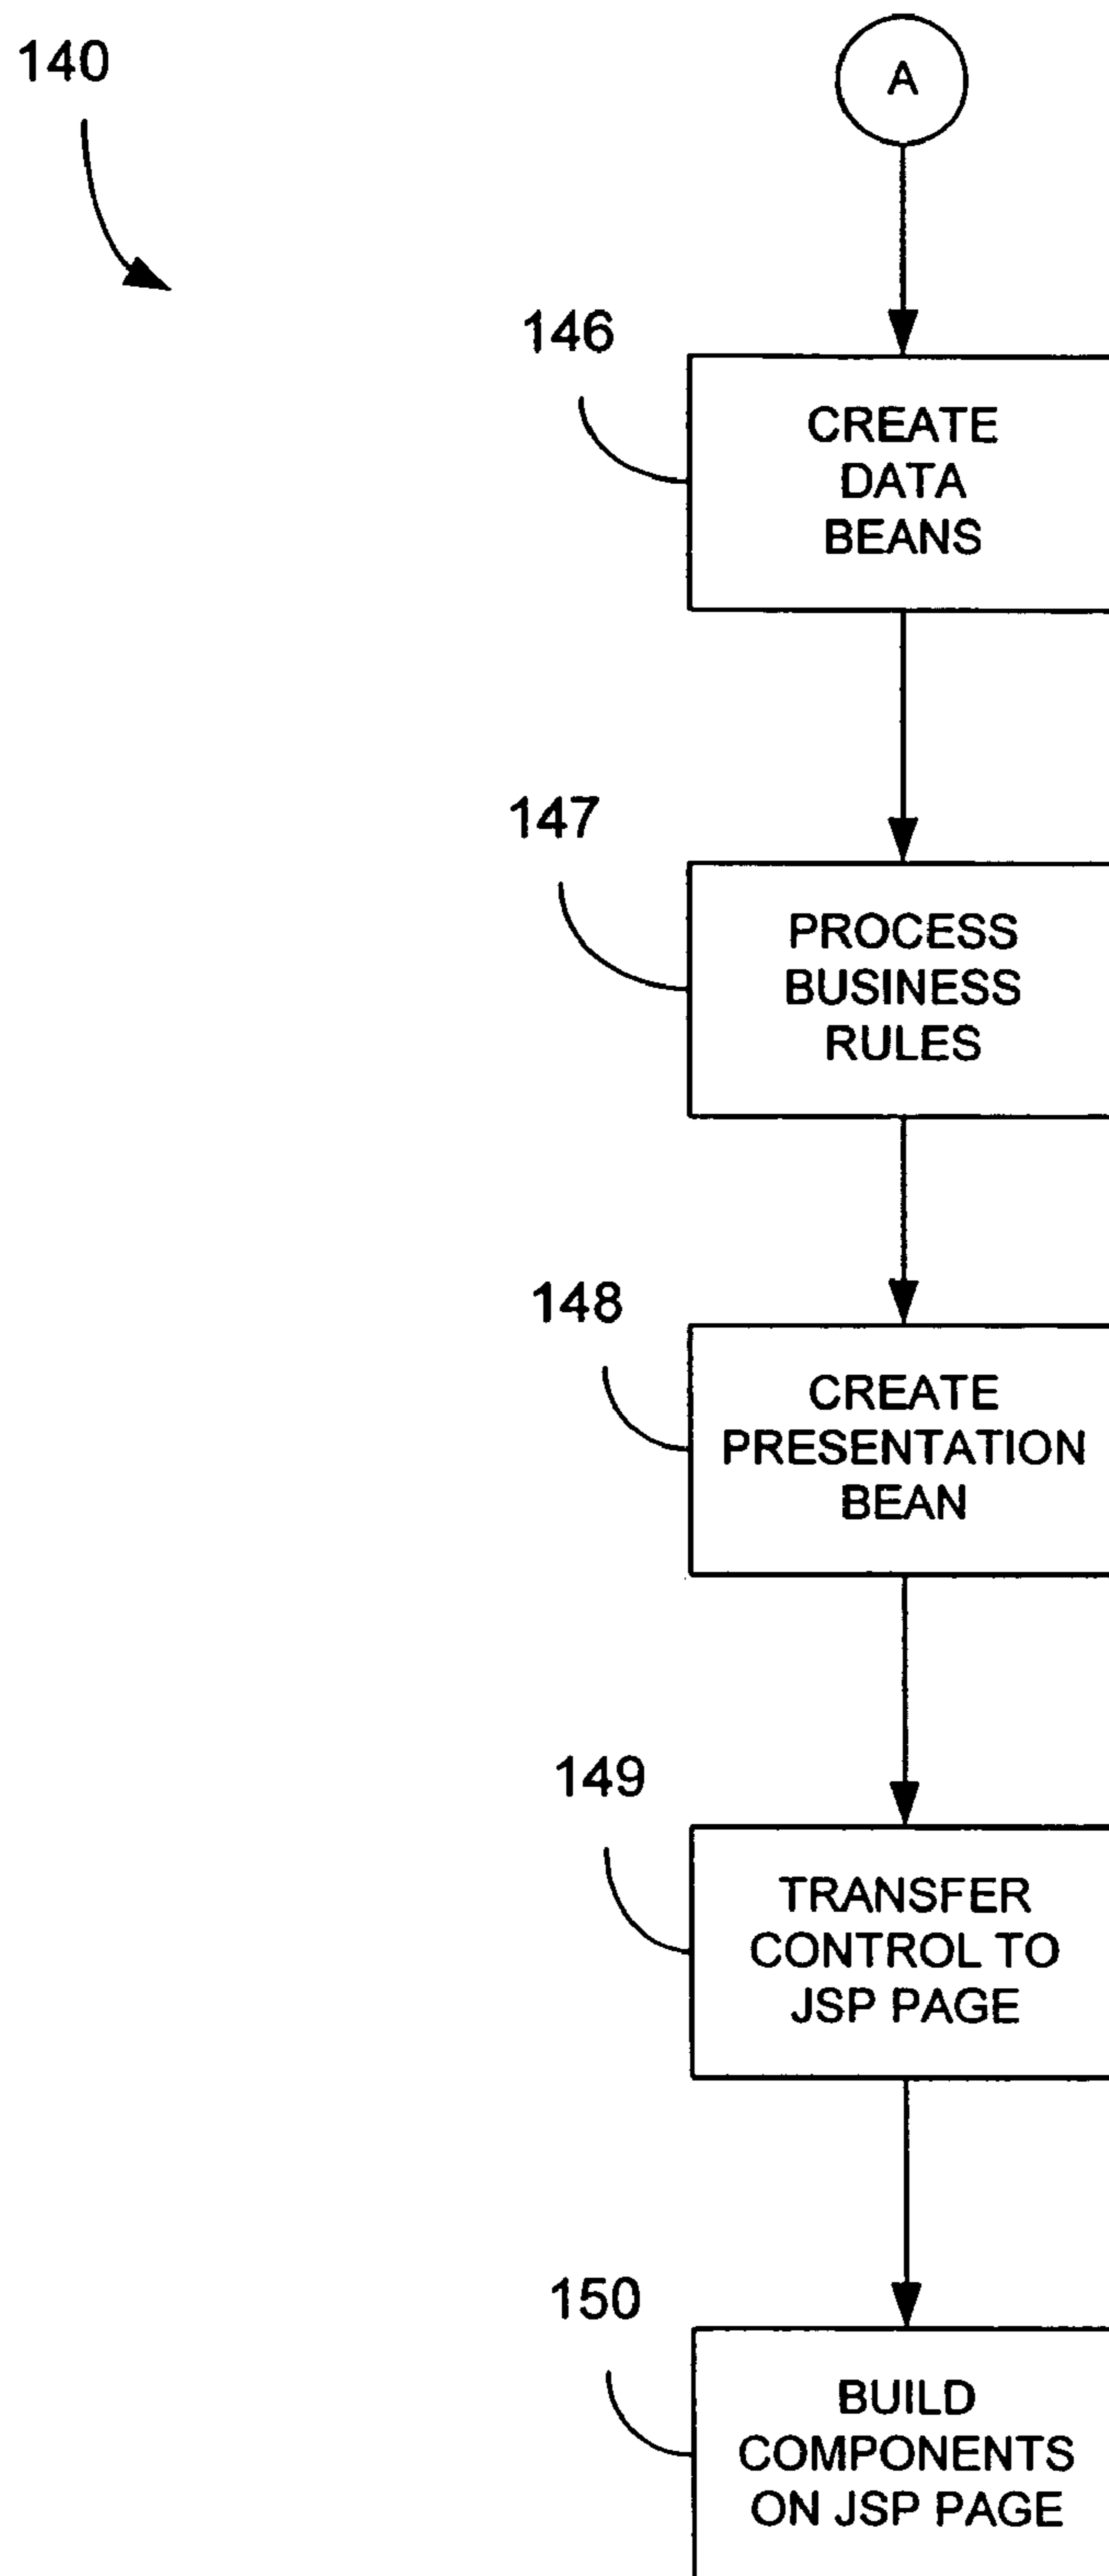 140
A
146
CREATE
DATA
BEANS
147
PROCESS
BUSINESS
RULES
148
CREATE
PRESENTATION
BEAN
149
TRANSFER
CONTROL TO
JSP PAGE
150
BUILD
COMPONENTS
ON JSP PAGE